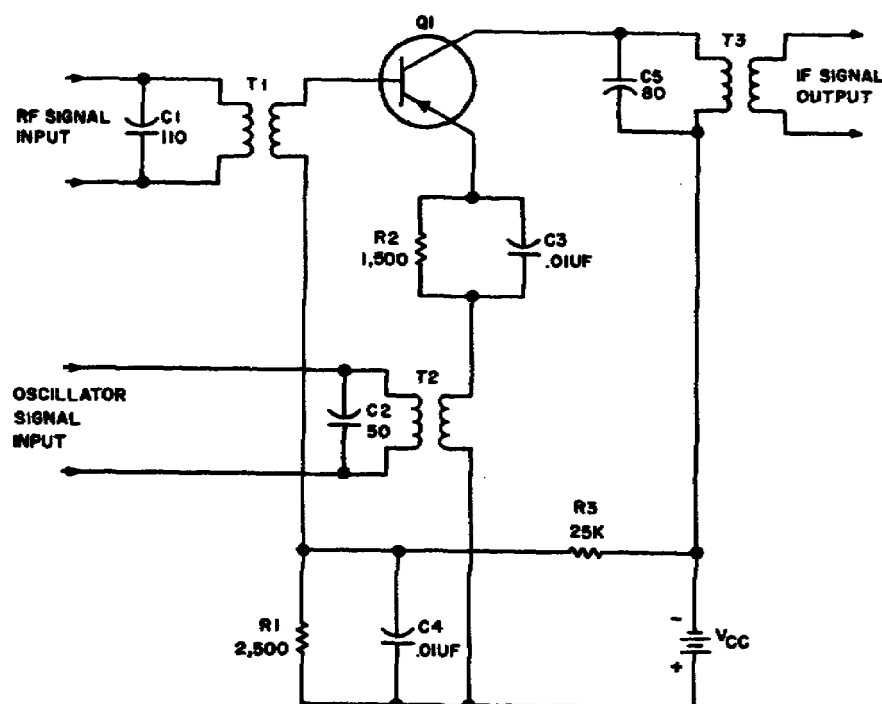 Q1
T1
T3
C5
80
IF SIGNAL
OUTPUT
RF SIGNAL
INPUT
C1
110
R2
1,500
C3
.01UF
T2
OSCILLATOR
SIGNAL
INPUT
C2
50
R3
25K
R1
2,500
C4
.01UF
-
VCC
+